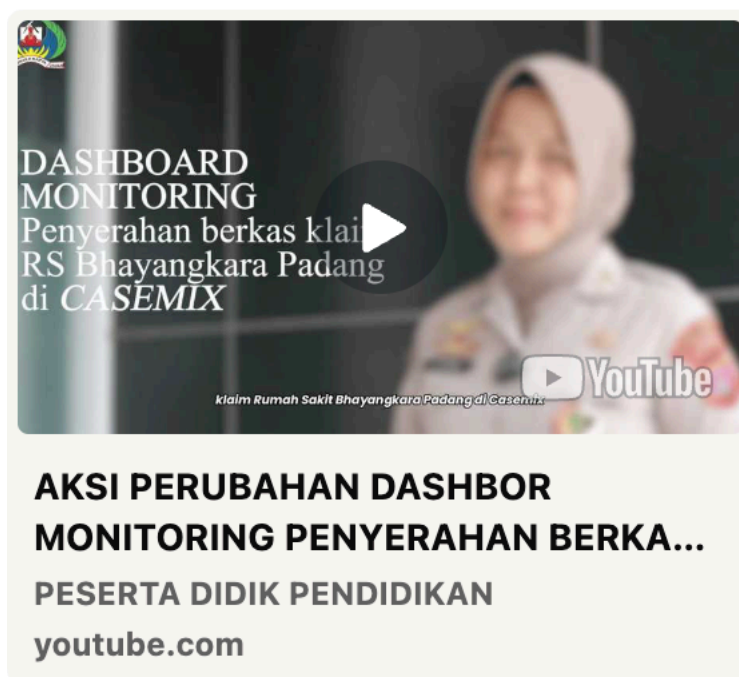 DASHBOARD
MONITORING
Penyerahan berkas klaim
RS Bhayangkara Padang
di CASEMIX
YouTube
klaim Rumah Sakit Bhayangkara Padang di Casemix
AKSI PERUBAHAN DASHBOR
MONITORING PENYERAHAN BERKA...
PESERTA DIDIK PENDIDIKAN
youtube.com